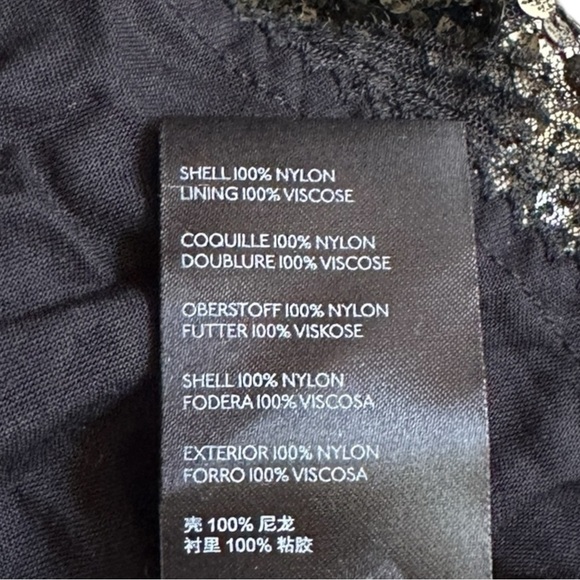 SHELL 100% NYLON
LINING 100% VISCOSE
COQUILLE 100% NYLON
DOUBLURE 100% VISCOSE
OBERSTOFF 100% NYLON
FUTTER 100% VISKOSE
SHELL 100% NYLON
FODERA 100% VISCOSA
EXTERIOR 100% NYLON
FORRO 100% VISCOSA
壳 100% 尼龙
衬里 100% 粘胶